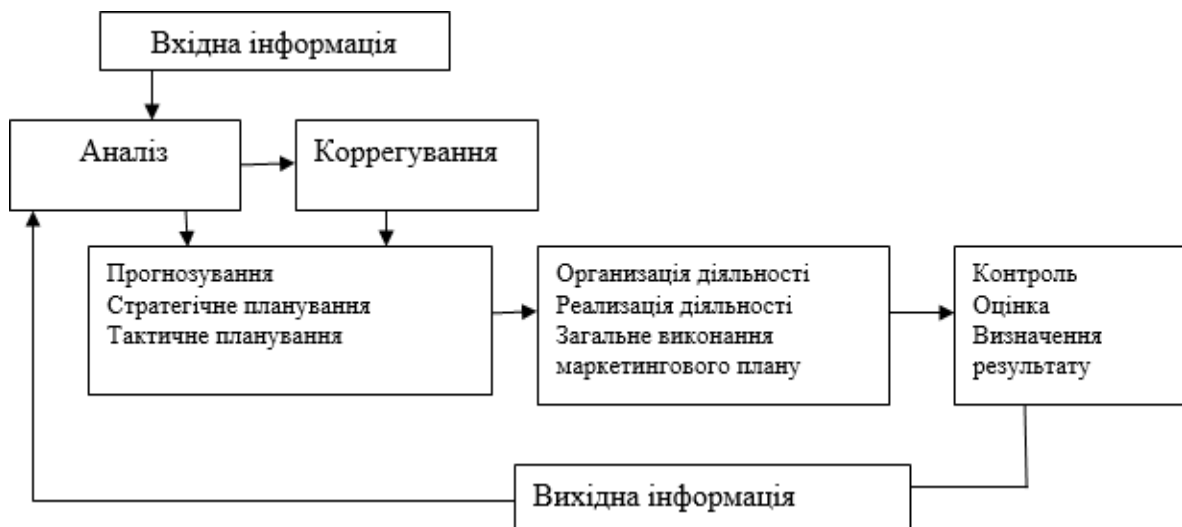 Вхідна інформація
Аналіз
Коррегування
Прогнозування
Стратегічне планування
Тактичне планування
Организація діяльності
Реализація діяльності
Загальне виконання
маркетингового плану
Контроль
Оцінка
Визначення
результату
Вихідна інформація